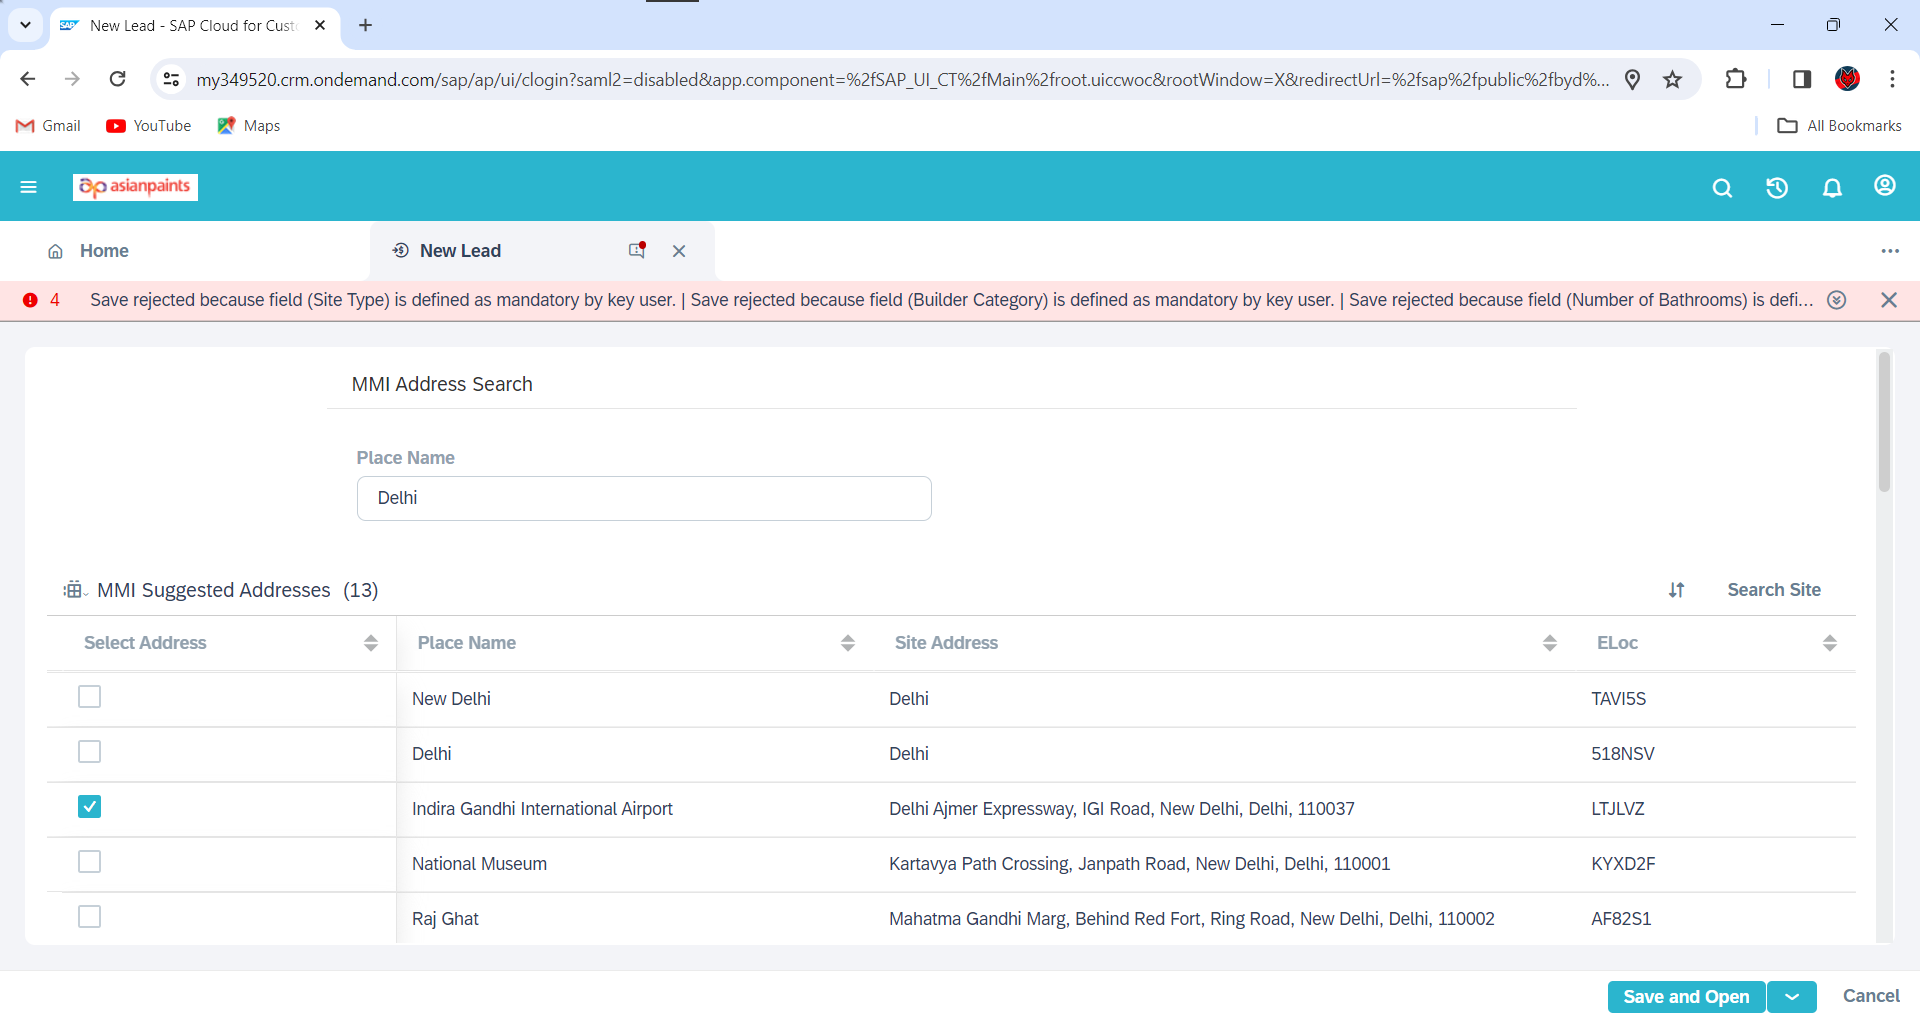 New Lead - SAP Cloud for Cust
my349520.crm.ondemand.com/sap/ap/ui/clogin?saml2=disabled&app.component=%2fSAP_UI_CT%2fMain%2froot.uiccwoc&rootWindow=X&redirectUrl=%2fsap%2fpublic%2fbyd%...
Gmail YouTube Maps All Bookmarks
asianpaints
Home New Lead
4 Save rejected because field (Site Type) is defined as mandatory by key user. | Save rejected because field (Builder Category) is defined as mandatory by key user. | Save rejected because field (Number of Bathrooms) is defi...
MMI Address Search
Place Name
Delhi
MMI Suggested Addresses (13) Search Site
Select Address Place Name Site Address ELoc
New Delhi Delhi TAVI5S
Delhi Delhi 518NSV
Indira Gandhi International Airport Delhi Ajmer Expressway, IGI Road, New Delhi, Delhi, 110037 LTJLVZ
National Museum Kartavya Path Crossing, Janpath Road, New Delhi, Delhi, 110001 KYXD2F
Raj Ghat Mahatma Gandhi Marg, Behind Red Fort, Ring Road, New Delhi, Delhi, 110002 AF82S1
Save and Open Cancel